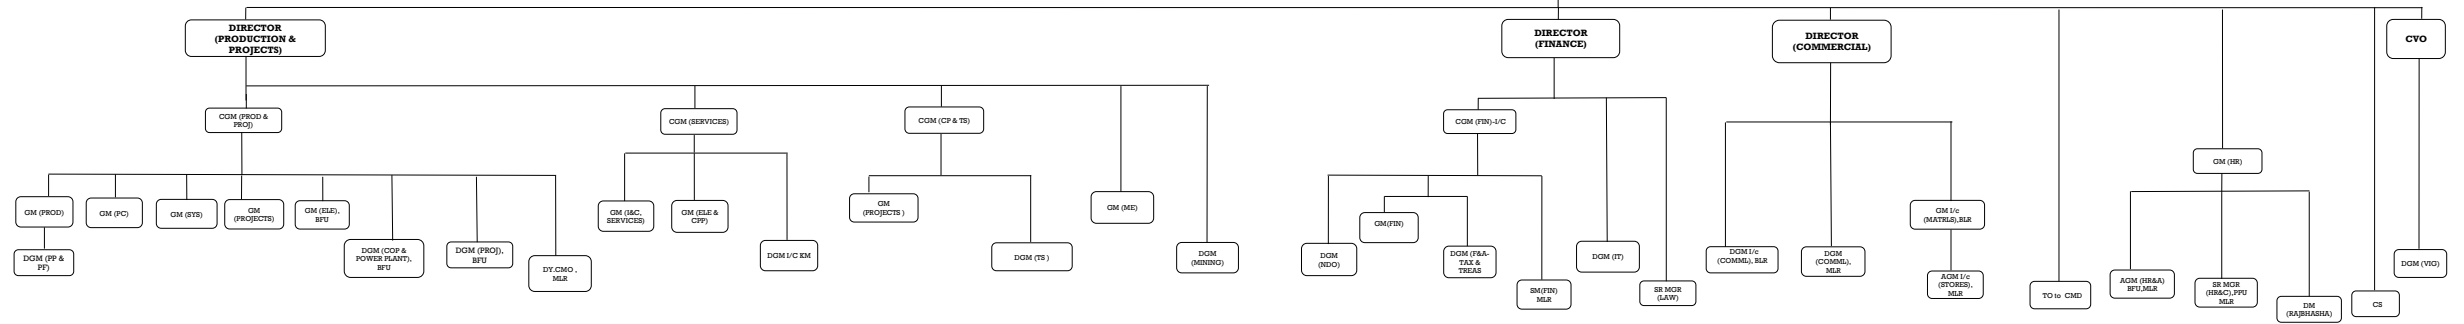 DIRECTOR
(PRODUCTION &
PROJECTS)
DIRECTOR
(FINANCE)
DIRECTOR
(COMMERCIAL)
CVO
CGM (PROD &
PROJ)
CGM (SERVICES)
CGM (CP & TS)
CGM (FIN)-I/C
GM (HR)
GM (PROD)
GM (PC)
GM (SYS)
GM
(PROJECTS)
GM (ELE),
BFU
DGM (COP &
POWER PLANT),
BFU
DGM (PROJ),
BFU
DY.CMO ,
MLR
DGM (PP &
PF)
GM (I&C,
SERVICES)
GM (ELE &
CPP)
DGM I/C KM
GM
(PROJECTS )
DGM (TS )
GM (ME)
DGM
(MINING)
DGM
(NDO)
GM(FIN)
DGM (F&A-
TAX &
TREAS
SM(FIN)
MLR
DGM (IT)
SR MGR
(LAW)
DGM I/c
(COMML), BLR
DGM
(COMML),
MLR
GM I/c
(MATRLS),BLR
AGM I/c
(STORES),
MLR
TO to CMD
AGM (HR&A)
BFU,MLR
SR MGR
(HR&C),PPU
MLR
DM
(RAJBHASHA)
CS
DGM (VIG)